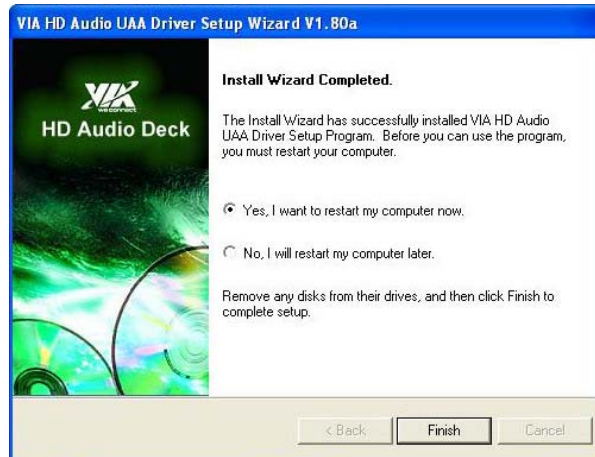 VIA HD Audio UAA Driver Setup Wizard V1.80a
VIA
we connect
HD Audio Deck
Install Wizard Completed.
The Install Wizard has successfully installed VIA HD Audio
UAA Driver Setup Program. Before you can use the program,
you must restart your computer.
Yes, I want to restart my computer now.
No, I will restart my computer later.
Remove any disks from their drives, and then click Finish to
complete setup.
< Back
Finish
Cancel